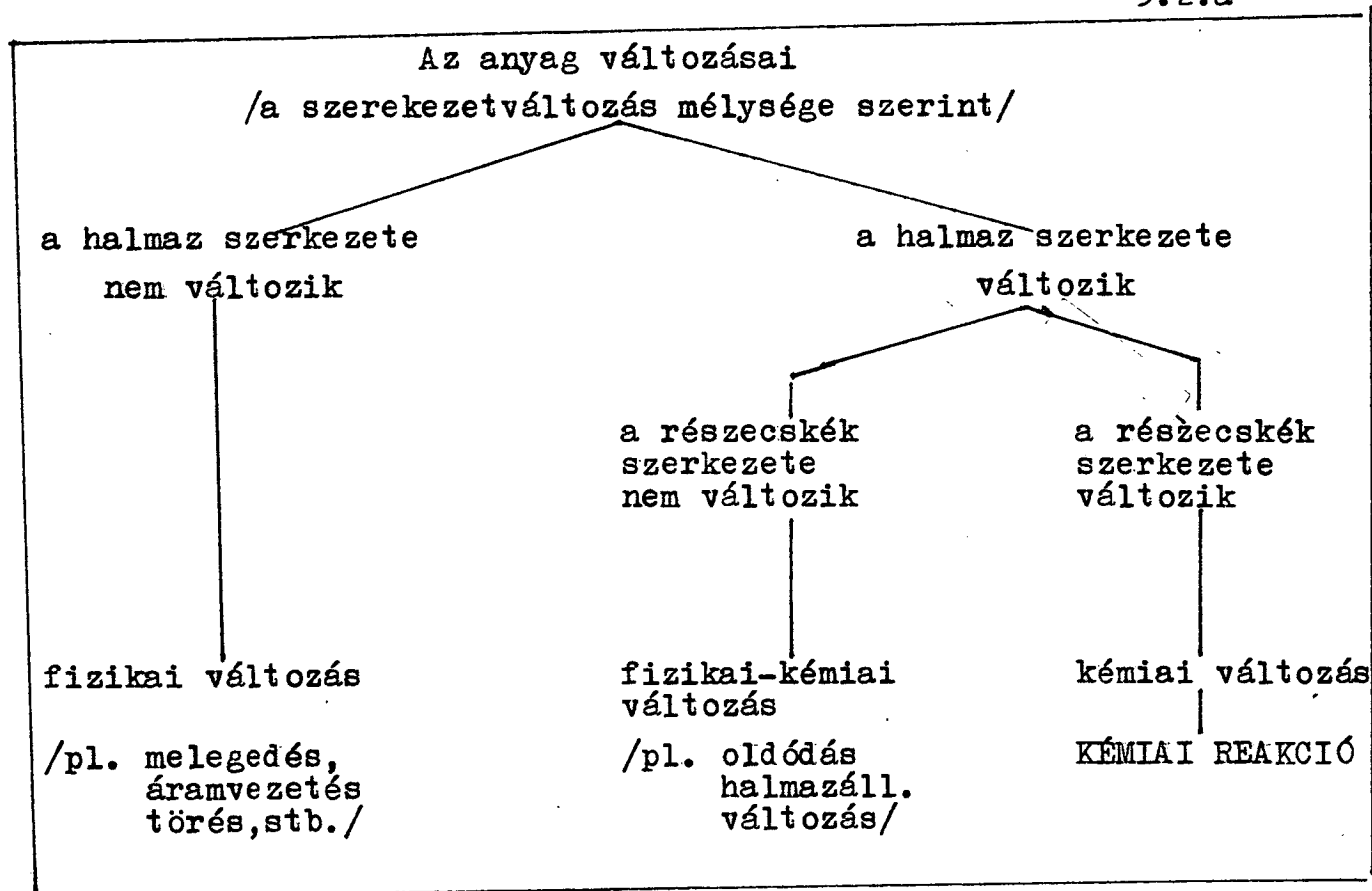 Az anyag változásai
/a szerekezetváltozás mélysége szerint/
a halmaz szerkezete
nem változik
a halmaz szerkezete
változik
a részecskék
szerkezete
nem változik
a részecskék
szerkezete
változik
fizikai változás
/pl. melegedés,
áramvezetés
törés,stb./
fizikai-kémiai
változás
/pl. oldódás
halmazáll.
változás/
kémiai változás
KÉMIAI REAKCIÓ